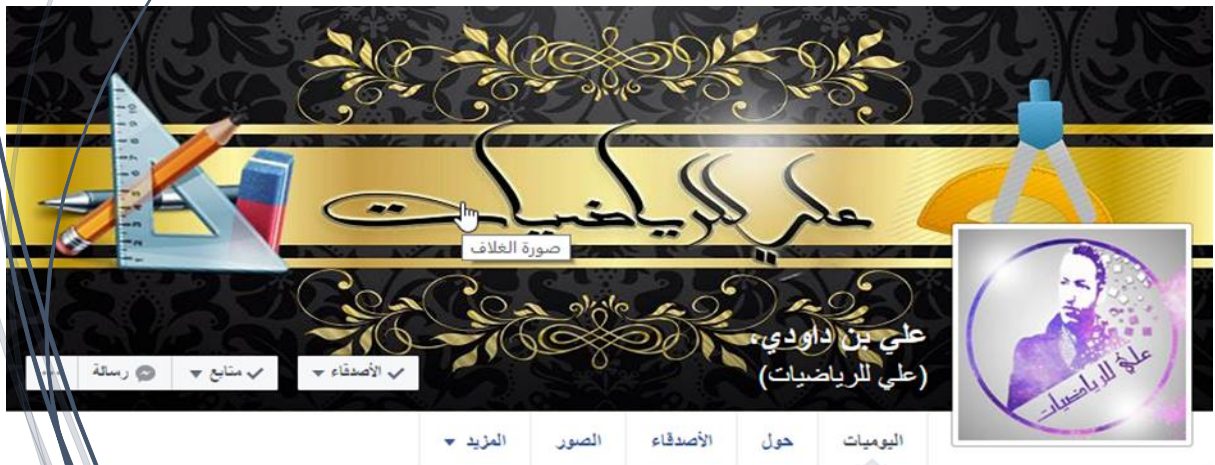 علي للرياضيات
صورة الغلاف
علي بن داودي،
(علي للرياضيات)
علي للرياضيات
الأصدقاء
متابع
رسالة
...
اليوميات
حول
الأصدقاء
الصور
المزيد